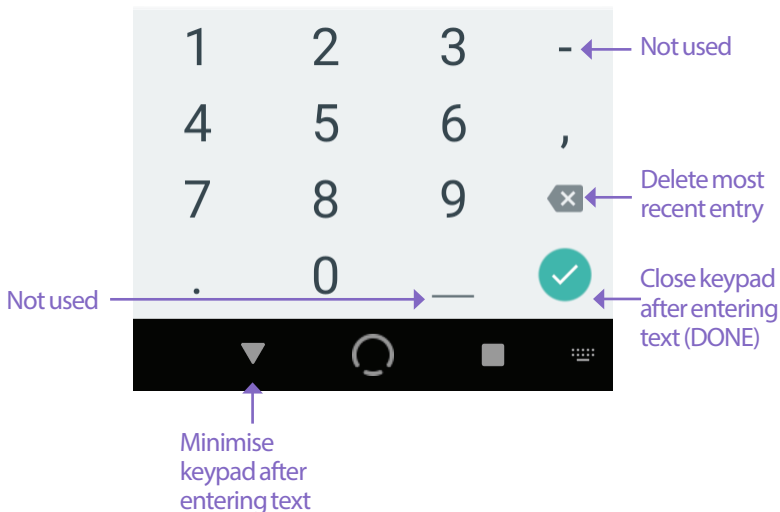 1 2 3 - Not used
4 5 6 ,
7 8 9
Delete most
recent entry
. 0
Not used
Close keypad
after entering
text (DONE)
Minimise
keypad after
entering text